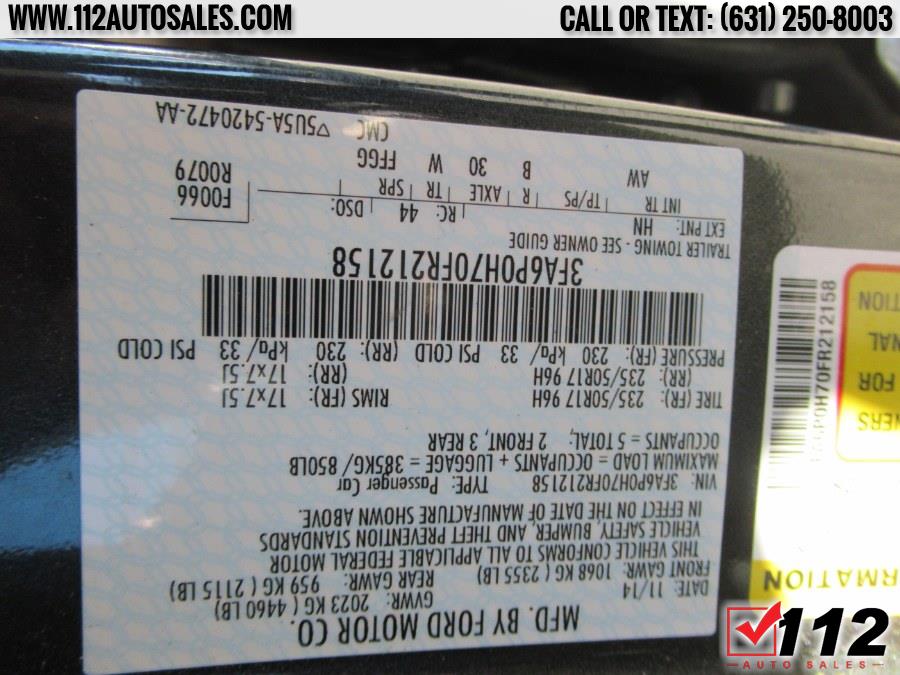 WWW.112AUTOSALES.COM
CALL OR TEXT: (631) 250-8003
MFD. BY FORD MOTOR CO.
DATE: 11/14 GVWR: 2023 KG ( 4460 LB)
FRONT GAWR: 1068 KG ( 2355 LB) REAR GAWR: 959 KG ( 2115 LB)
THIS VEHICLE CONFORMS TO ALL APPLICABLE FEDERAL MOTOR
VEHICLE SAFETY, BUMPER, AND THEFT PREVENTION STANDARDS
IN EFFECT ON THE DATE OF MANUFACTURE SHOWN ABOVE.
VIN: 3FA6P0H70FR212158 TYPE: Passenger Car
MAXIMUM LOAD = OCCUPANTS + LUGGAGE = 385KG/ 850LB
OCCUPANTS = 5 TOTAL: 2 FRONT, 3 REAR
TIRE (FR): 235/50R17 96H RIMS (FR): 17x7.5J
(RR): 235/50R17 96H (RR): 17x7.5J
PRESSURE (FR): 230 kPa/ 33 PSI COLD (RR): 230 kPa/ 33 PSI COLD
3FA6P0H70FR212158
TRAILER TOWING - SEE OWNER GUIDE
EXT PNT: HN RC: 44 DSO: F0066
INT TR TP/PS R AXLE TR SPR R0079
AW B 30 W FFGG
CMC ▽5U5A-5420472-AA
RMATION
FOR
NAL
TION
112
AUTO SALES